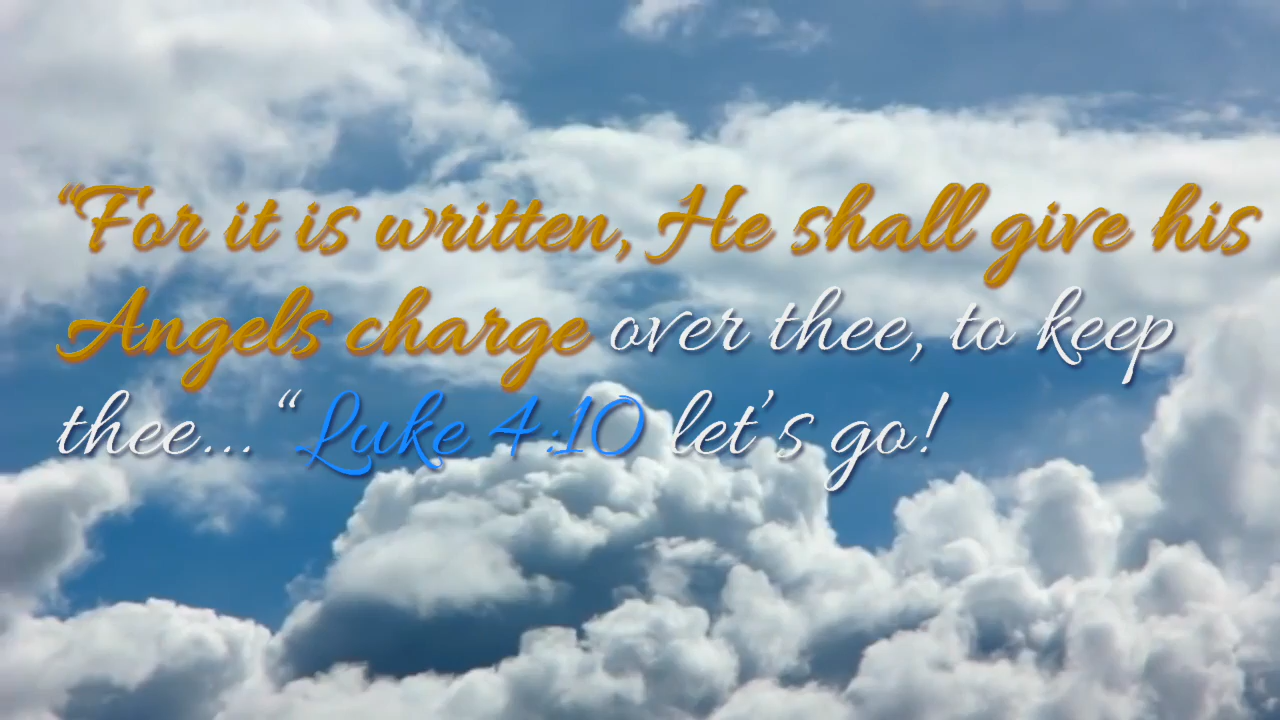 “For it is written, He shall give his
Angels charge over thee, to keep
thee... “Luke 4:10 let’s go!